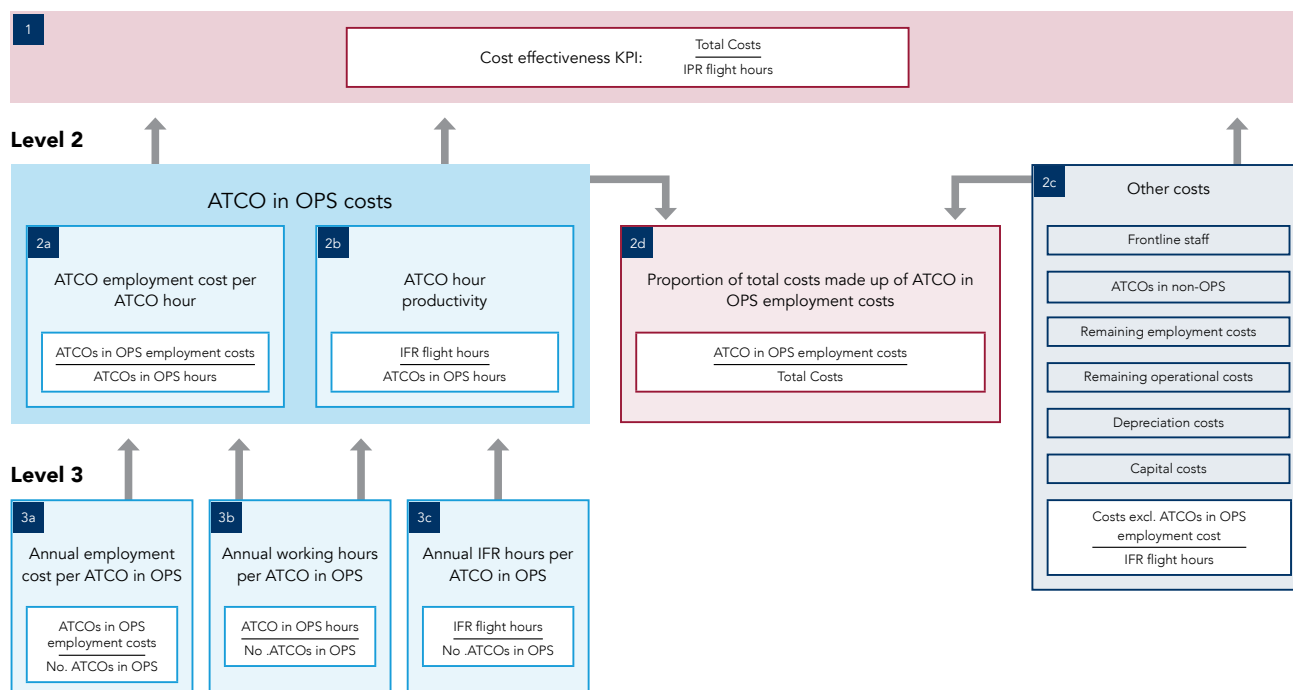 1
Cost effectiveness KPI:
Total Costs
IPR flight hours
Level 2
ATCO in OPS costs
2a
ATCO employment cost per
ATCO hour
ATCOs in OPS employment costs
ATCOs in OPS hours
2b
ATCO hour
productivity
IFR flight hours
ATCOs in OPS hours
2d
Proportion of total costs made up of ATCO in
OPS employment costs
ATCO in OPS employment costs
Total Costs
2c
Other costs
Frontline staff
ATCOs in non-OPS
Remaining employment costs
Remaining operational costs
Depreciation costs
Capital costs
Costs excl. ATCOs in OPS
employment cost
IFR flight hours
Level 3
3a
Annual employment
cost per ATCO in OPS
ATCOs in OPS
employment costs
No. ATCOs in OPS
3b
Annual working hours
per ATCO in OPS
ATCO in OPS hours
No .ATCOs in OPS
3c
Annual IFR hours per
ATCO in OPS
IFR flight hours
No .ATCOs in OPS